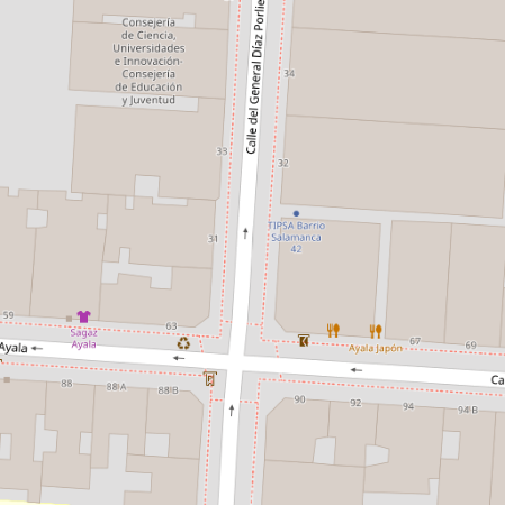 Consejería
de Ciencia,
Universidades
e Innovación-
Consejería
de Educación
y Juventud
Calle del General Díaz Porlie
34
33
32
31
TIPSA Barrio
Salamanca
42
59
63
Sagaz
Ayala
Ayala
Ayala Japón
67
69
Ca
88
88 A
88 B
90
92
94
94 B